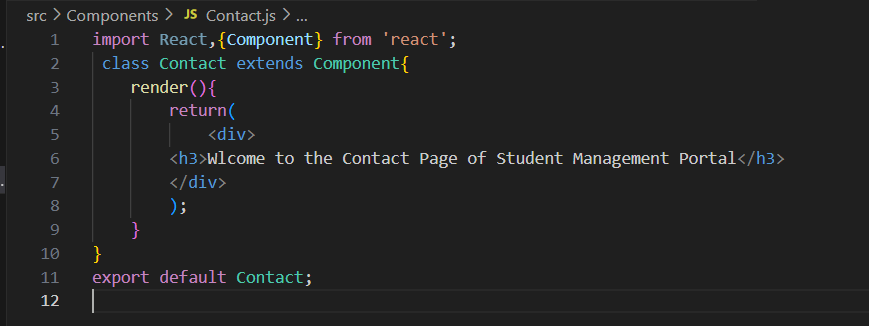 src > Components > JS Contact.js > ...
1 import React,{Component} from 'react';
2 class Contact extends Component{
3 render(){
4 return(
5 <div>
6 <h3>Wlcome to the Contact Page of Student Management Portal</h3>
7 </div>
8 );
9 }
10 }
11 export default Contact;
12